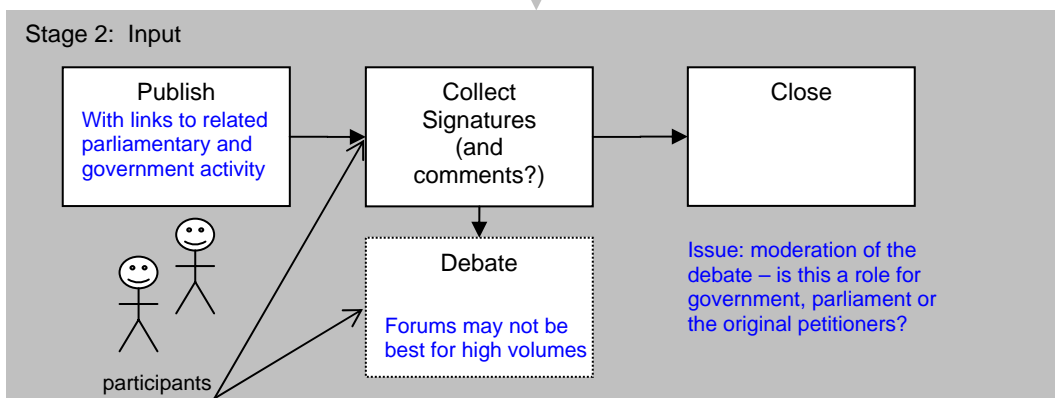 Stage 2:  Input
Publish
With links to related
parliamentary and
government activity
Collect
Signatures
(and
comments?)
Close
Debate
Forums may not be
best for high volumes
Issue: moderation of the
debate – is this a role for
government, parliament or
the original petitioners?
participants